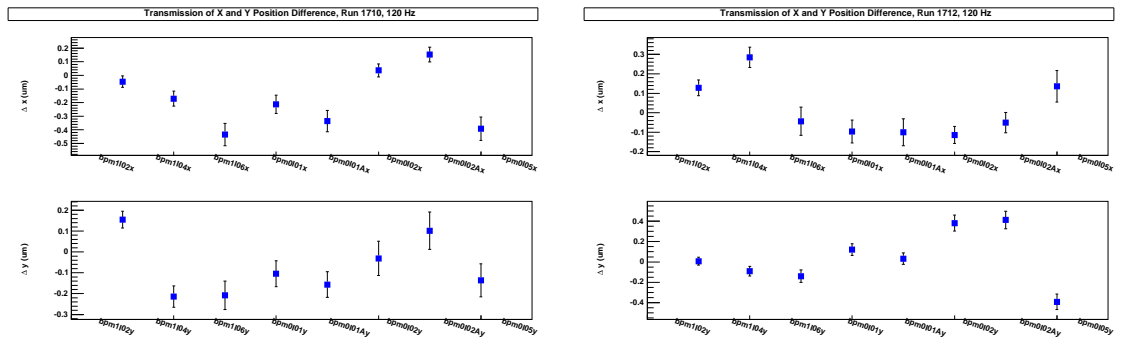 Transmission of X and Y Position Difference, Run 1710, 120 Hz
Δ x (um)
0.2
0.1
0
-0.1
-0.2
-0.3
-0.4
-0.5
bpm1I02x bpm1I04x bpm1I06x bpm0I01x bpm0I01Ax bpm0I02x bpm0I02Ax bpm0I05x
Δ y (um)
0.2
0.1
0
-0.1
-0.2
-0.3
bpm1I02y bpm1I04y bpm1I06y bpm0I01y bpm0I01Ay bpm0I02y bpm0I02Ay bpm0I05y
Transmission of X and Y Position Difference, Run 1712, 120 Hz
Δ x (um)
0.3
0.2
0.1
0
-0.1
-0.2
bpm1I02x bpm1I04x bpm1I06x bpm0I01x bpm0I01Ax bpm0I02x bpm0I02Ax bpm0I05x
Δ y (um)
0.4
0.2
0
-0.2
-0.4
bpm1I02y bpm1I04y bpm1I06y bpm0I01y bpm0I01Ay bpm0I02y bpm0I02Ay bpm0I05y